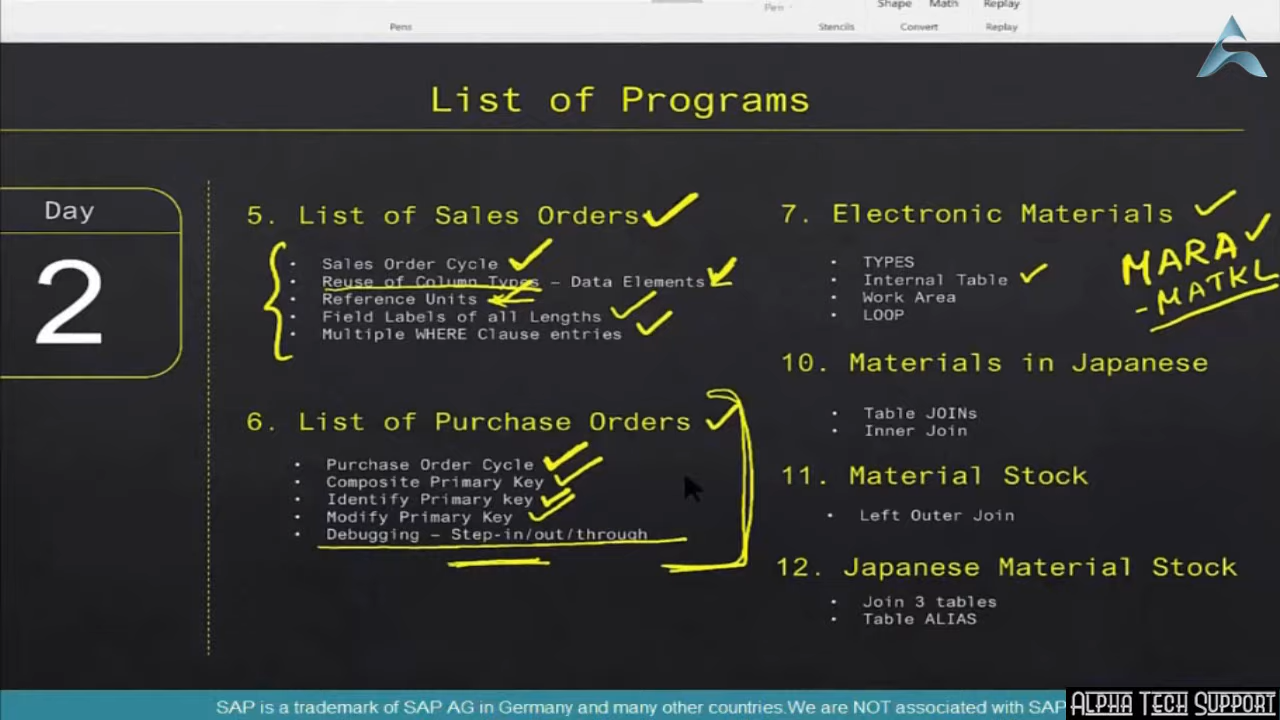 Pen
Shape
Math
Replay
Pens
Stencils
Convert
Replay
List of Programs
Day
2
5. List of Sales Orders
• Sales Order Cycle
• Reuse of Column Types – Data Elements
• Reference Units
• Field Labels of all Lengths
• Multiple WHERE Clause entries
6. List of Purchase Orders
• Purchase Order Cycle
• Composite Primary Key
• Identify Primary key
• Modify Primary Key
• Debugging – Step-in/out/through
7. Electronic Materials
• TYPES
• Internal Table
• Work Area
• LOOP
MARA
-MATKL
10. Materials in Japanese
• Table JOINs
• Inner Join
11. Material Stock
• Left Outer Join
12. Japanese Material Stock
• Join 3 tables
• Table ALIAS
SAP is a trademark of SAP AG in Germany and many other countries.We are NOT associated with SAP
ALPHA TECH SUPPORT